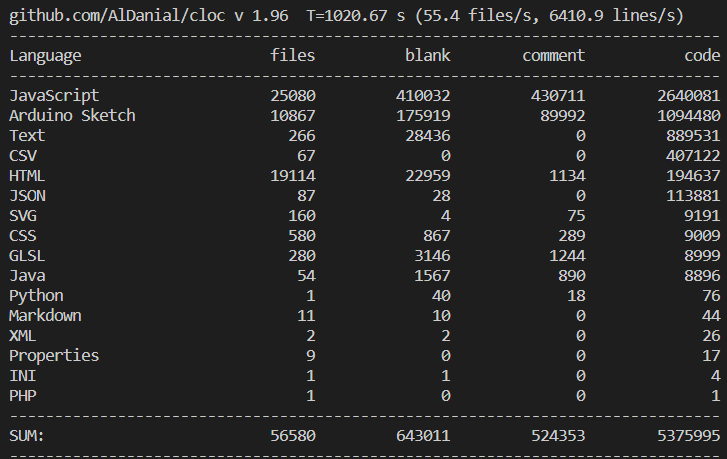 github.com/AlDanial/cloc v 1.96  T=1020.67 s (55.4 files/s, 6410.9 lines/s)
-------------------------------------------------------------------------------
Language                     files          blank        comment           code
-------------------------------------------------------------------------------
JavaScript                   25080         410032         430711        2640081
Arduino Sketch               10867         175919          89992        1094480
Text                           266          28436              0         889531
CSV                             67              0              0         407122
HTML                         19114          22959           1134         194637
JSON                            87             28              0         113881
SVG                            160              4             75           9191
CSS                            580            867            289           9009
GLSL                           280           3146           1244           8999
Java                            54           1567            890           8896
Python                           1             40             18             76
Markdown                        11             10              0             44
XML                              2              2              0             26
Properties                       9              0              0             17
INI                              1              1              0              4
PHP                              1              0              0              1
-------------------------------------------------------------------------------
SUM:                         56580         643011         524353        5375995
-------------------------------------------------------------------------------